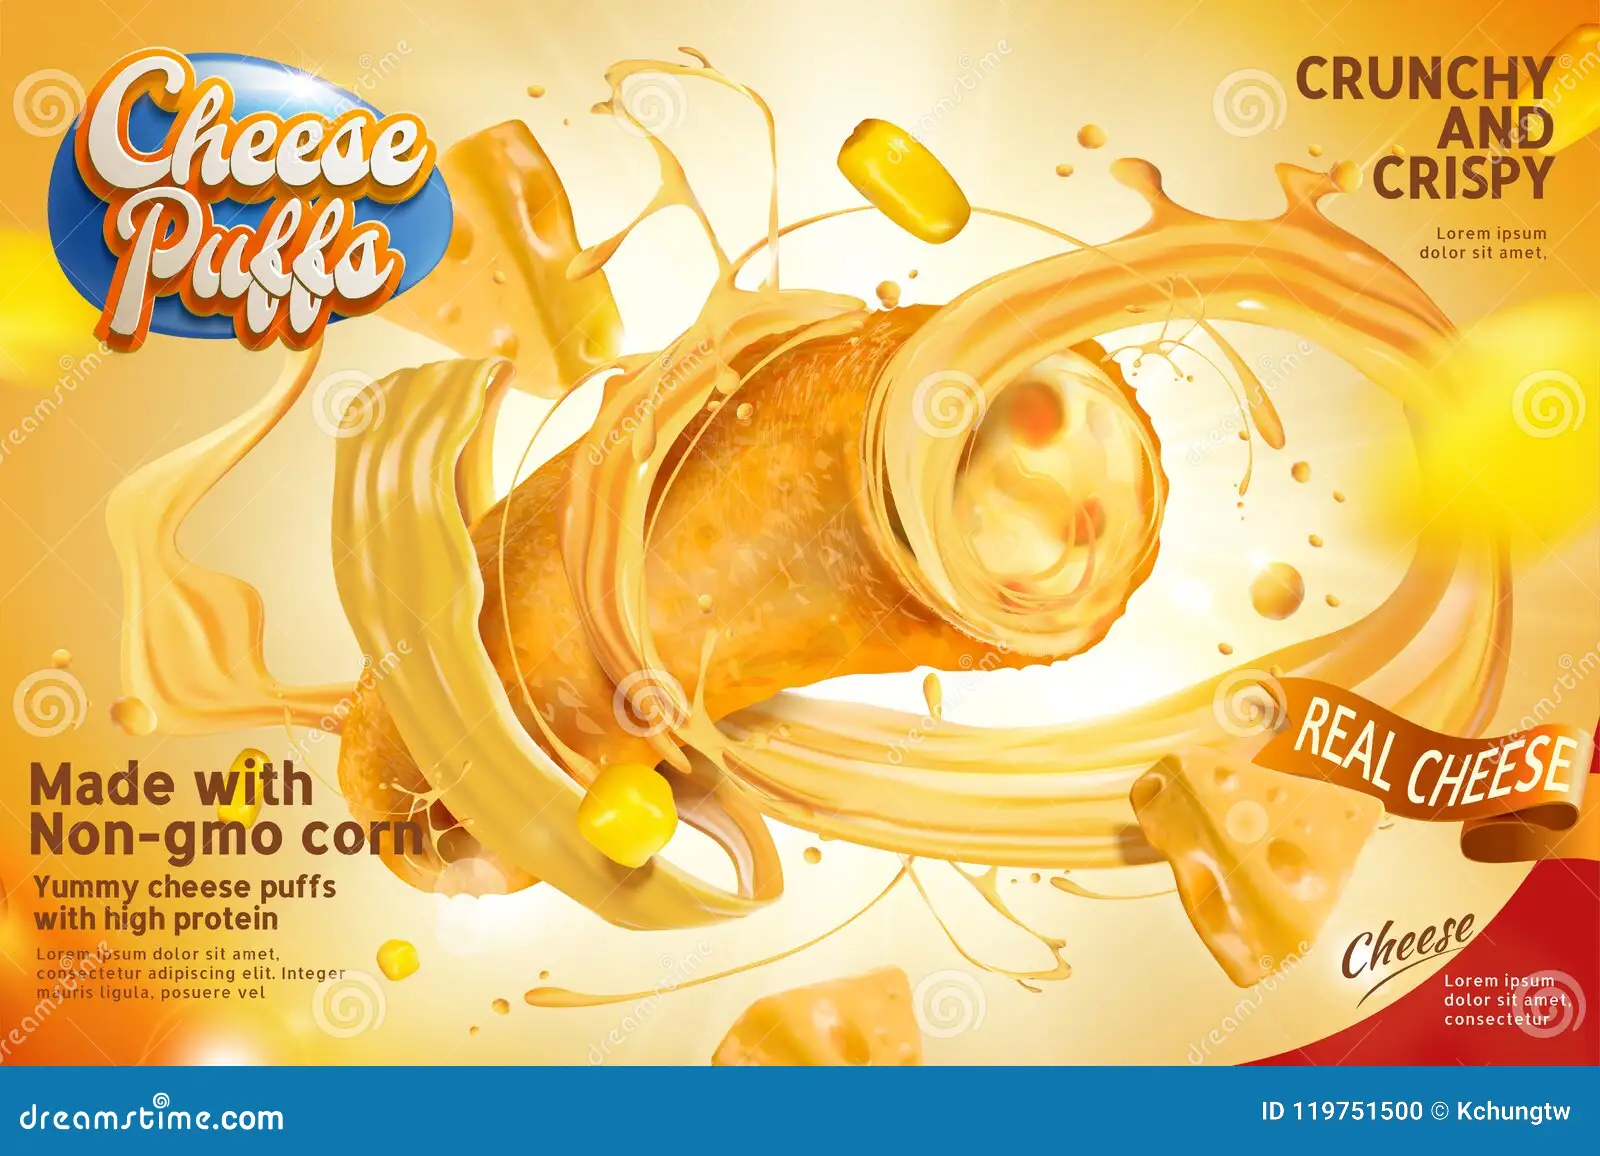 Cheese
Puffs
CRUNCHY
AND
CRISPY
Lorem ipsum
dolor sit amet,
REAL CHEESE
Made with
Non-gmo corn
Yummy cheese puffs
with high protein
Lorem ipsum dolor sit amet,
consectetur adipiscing elit. Integer
mauris ligula, posuere vel
Cheese
Lorem ipsum
dolor sit amet,
consectetur
dreamstime.com
ID 119751500 © Kchungtw